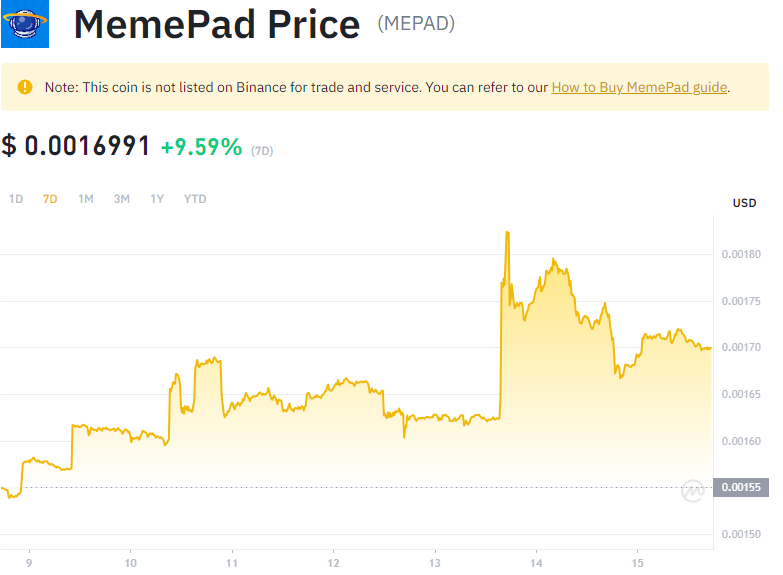 MemePad Price (MEPAD)
Note: This coin is not listed on Binance for trade and service. You can refer to our How to Buy MemePad guide.
$ 0.0016991 +9.59% (7D)
1D 7D 1M 3M 1Y YTD
USD
0.00180
0.00175
0.00170
0.00165
0.00160
0.00155
0.00150
9 10 11 12 13 14 15